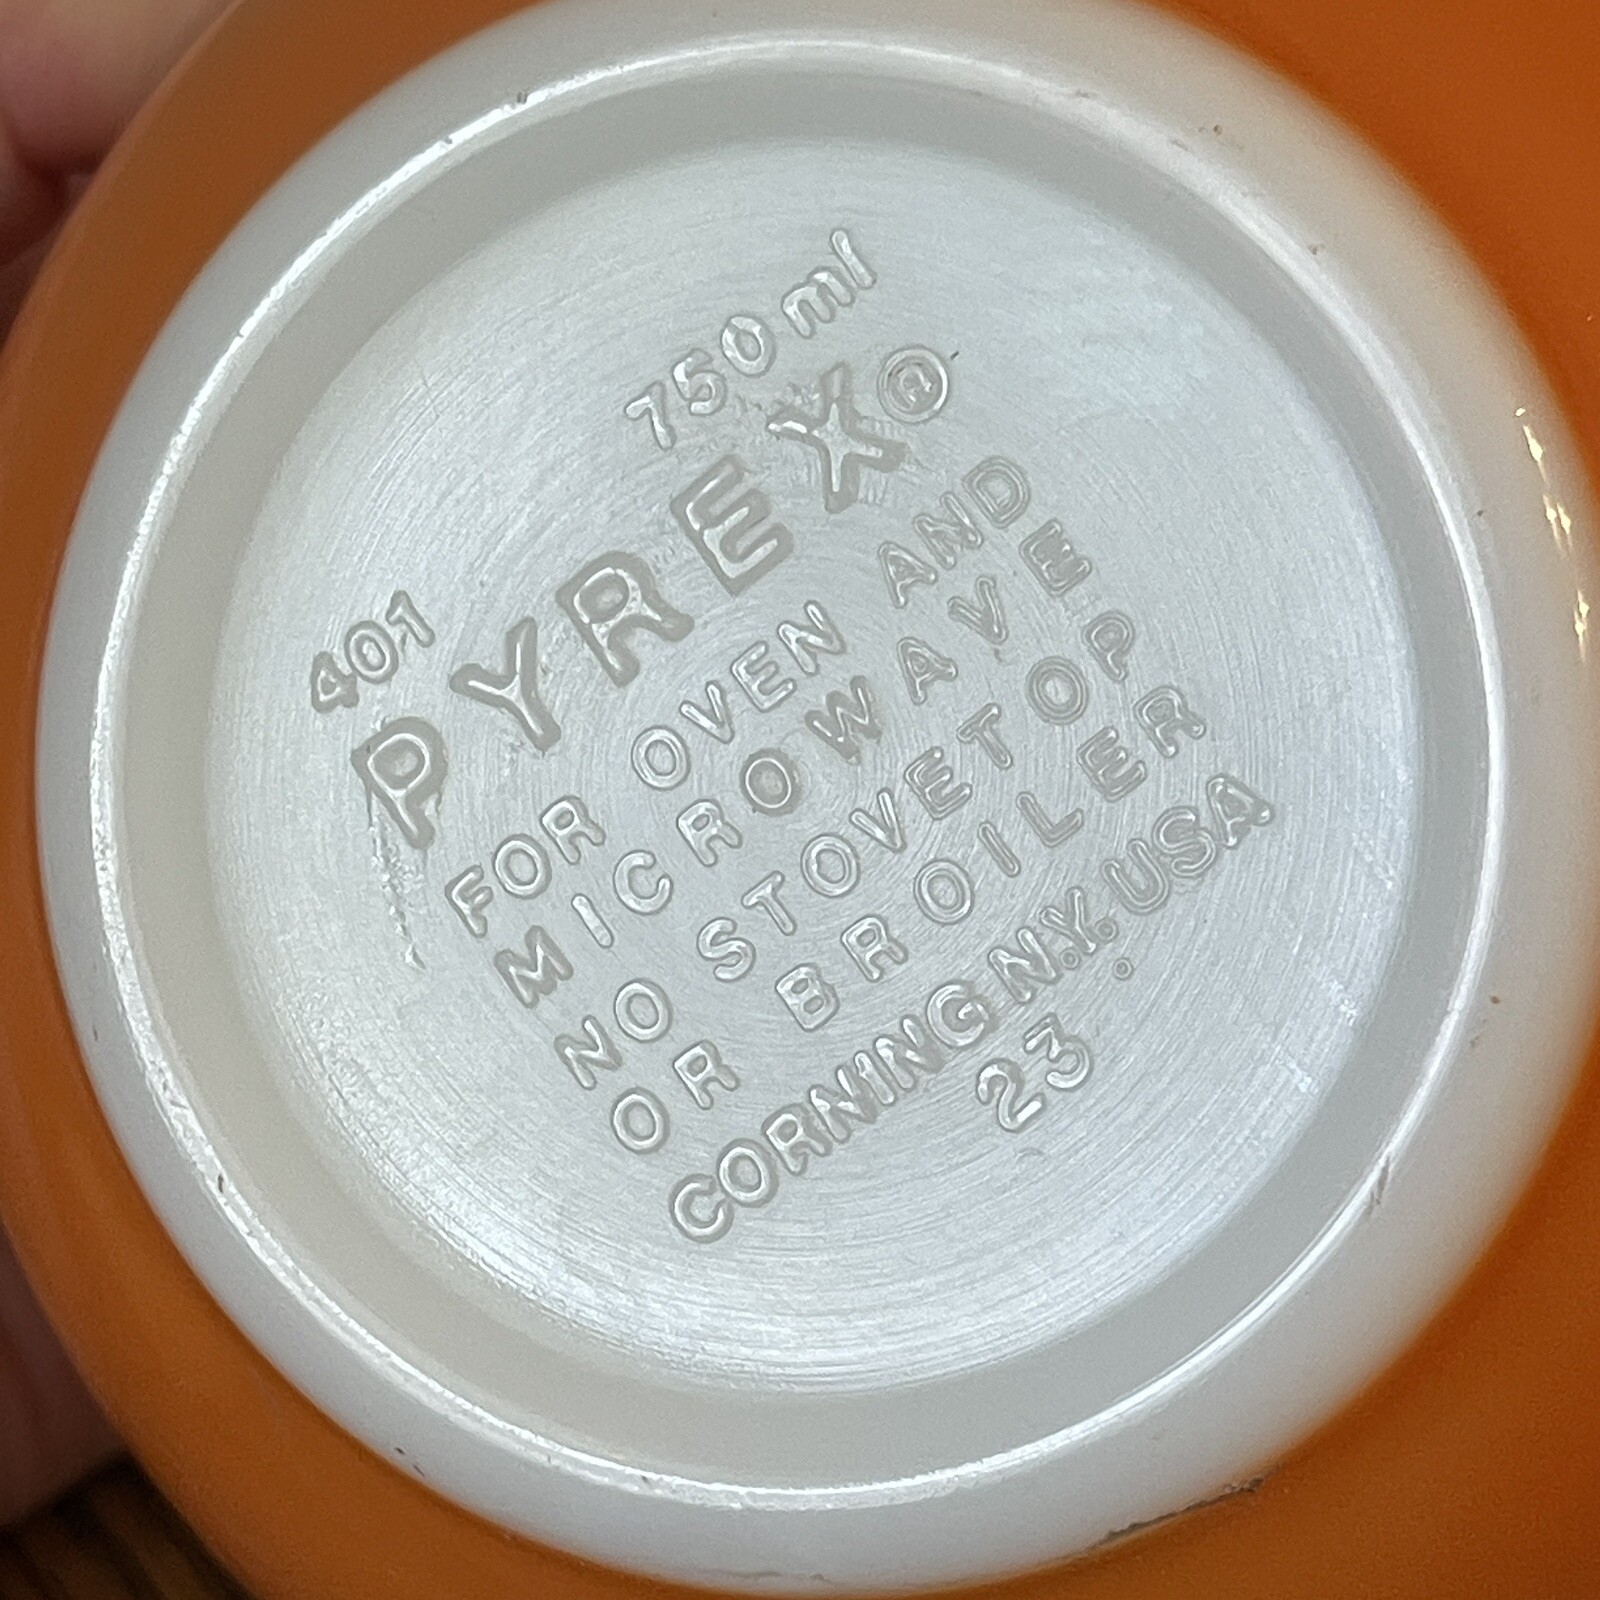 750 ml
401
PYREX®
FOR OVEN AND
MICROWAVE
NO STOVETOP
OR BROILER
CORNING N.Y. USA
23